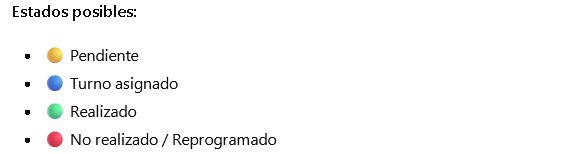 Estados posibles:
Pendiente
Turno asignado
Realizado
No realizado / Reprogramado